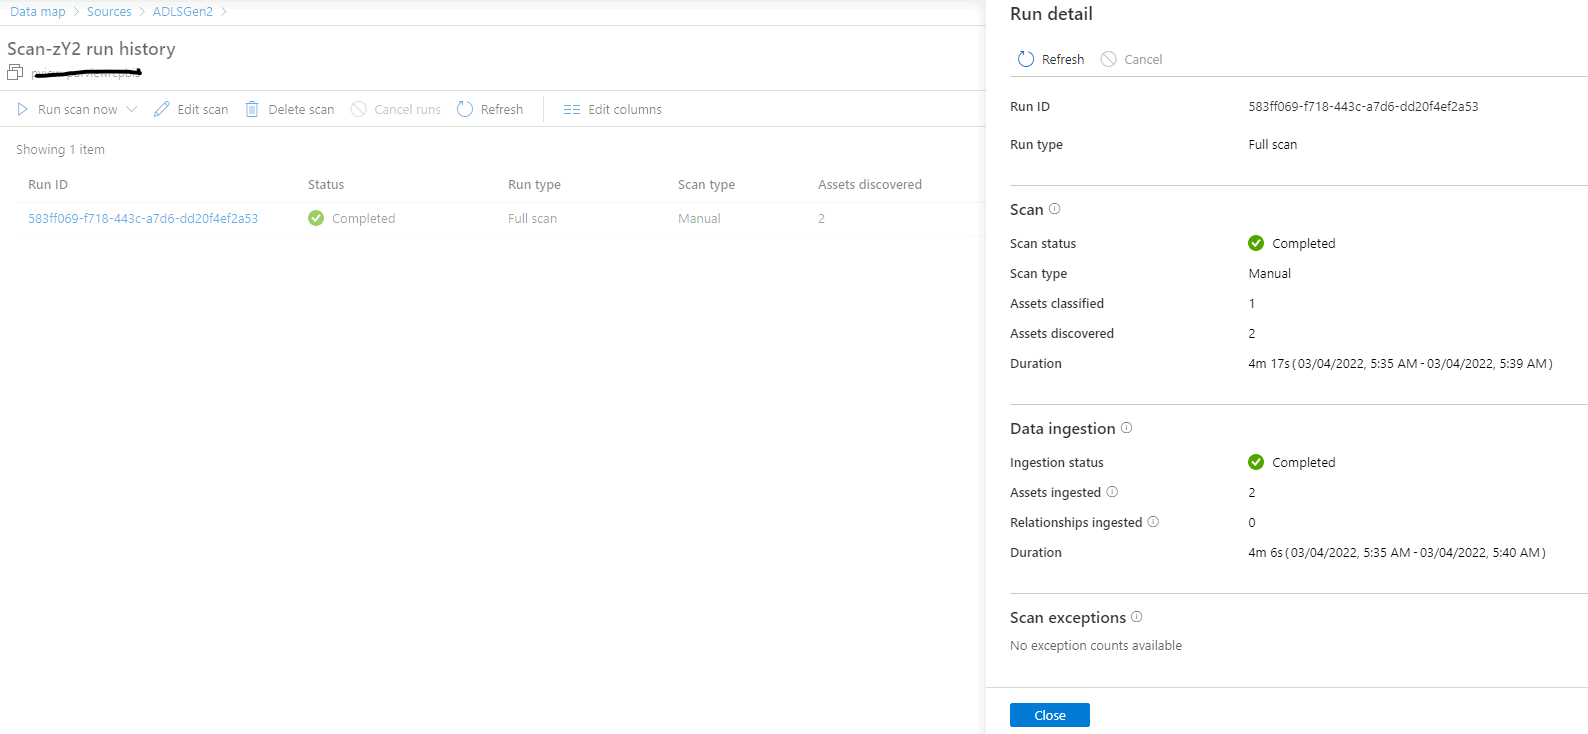 Data map > Sources > ADLSGen2 >
Scan-zY2 run history
Run scan now Edit scan Delete scan Cancel runs Refresh Edit columns
Showing 1 item
Run ID Status Run type Scan type Assets discovered
583ff069-f718-443c-a7d6-dd20f4ef2a53 Completed Full scan Manual 2
Run detail
Refresh Cancel
Run ID 583ff069-f718-443c-a7d6-dd20f4ef2a53
Run type Full scan
Scan
Scan status Completed
Scan type Manual
Assets classified 1
Assets discovered 2
Duration 4m 17s ( 03/04/2022, 5:35 AM - 03/04/2022, 5:39 AM )
Data ingestion
Ingestion status Completed
Assets ingested 2
Relationships ingested 0
Duration 4m 6s ( 03/04/2022, 5:35 AM - 03/04/2022, 5:40 AM )
Scan exceptions
No exception counts available
Close